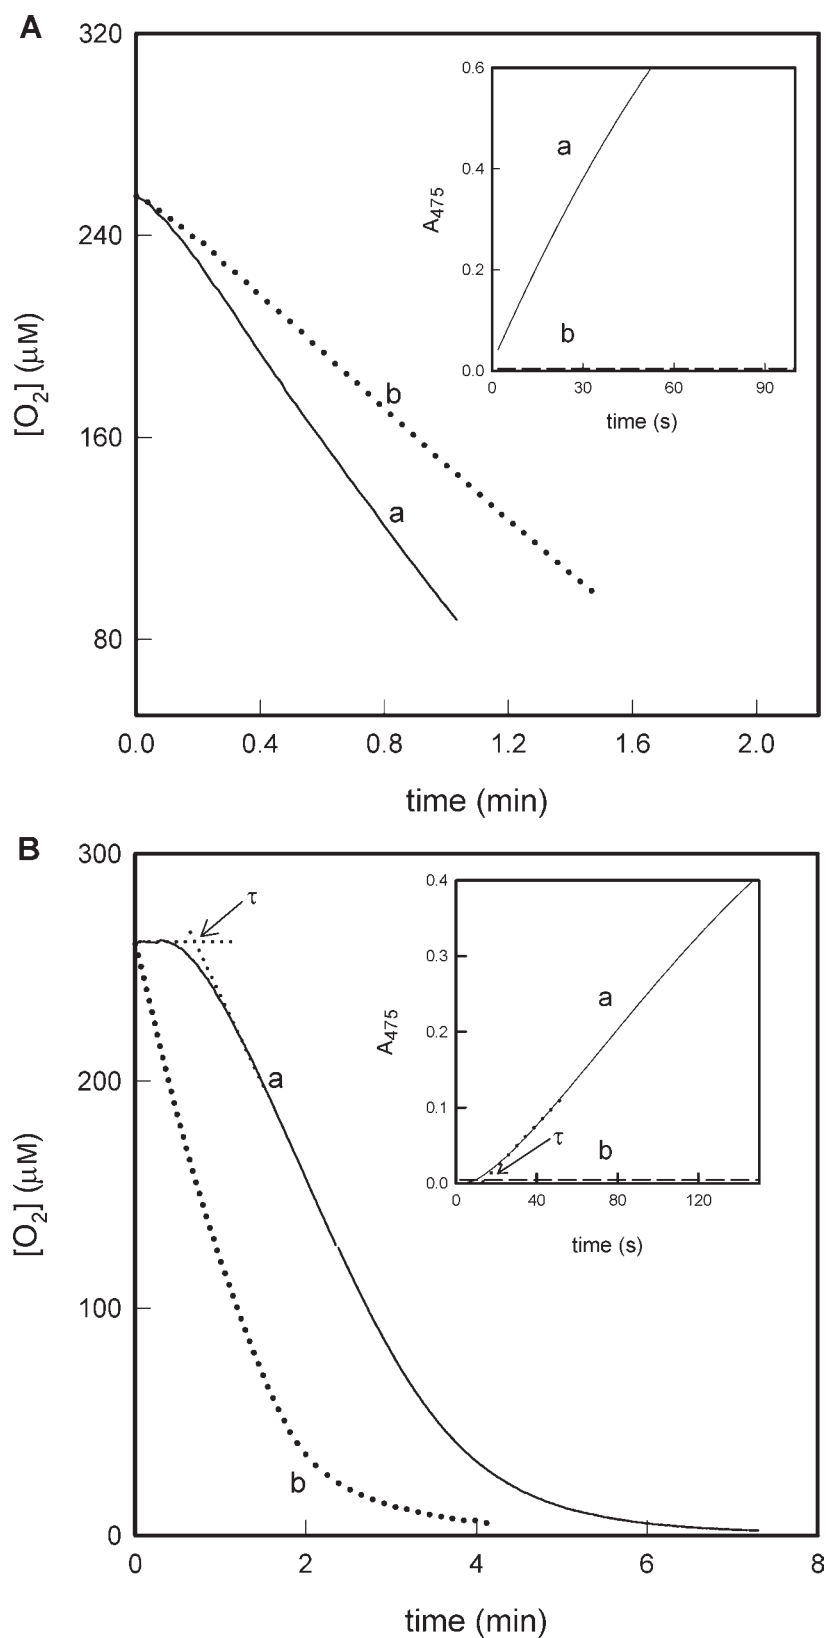 A
320
240
160
80
[O2] (μM)
0.0 0.4 0.8 1.2 1.6 2.0
time (min)
a
b
0.6
0.4
0.2
0.0
A475
a
b
0 30 60 90
time (s)
B
300
200
100
0
[O2] (μM)
0 2 4 6 8
time (min)
τ
a
b
0.4
0.3
0.2
0.1
0.0
A475
a
τ
b
0 40 80 120
time (s)